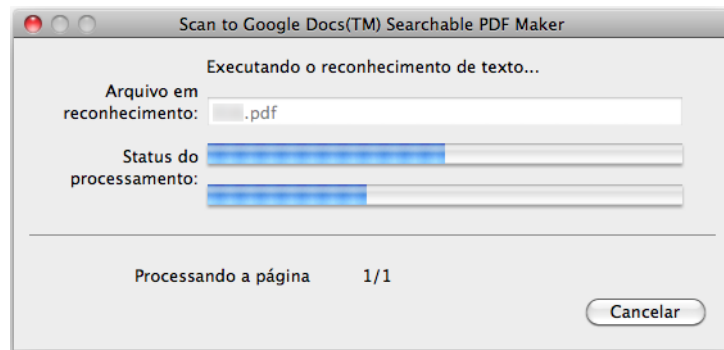 Scan to Google Docs(TM) Searchable PDF Maker
Executando o reconhecimento de texto...
Arquivo em
reconhecimento:
.pdf
Status do
processamento:
Processando a página 1/1
Cancelar